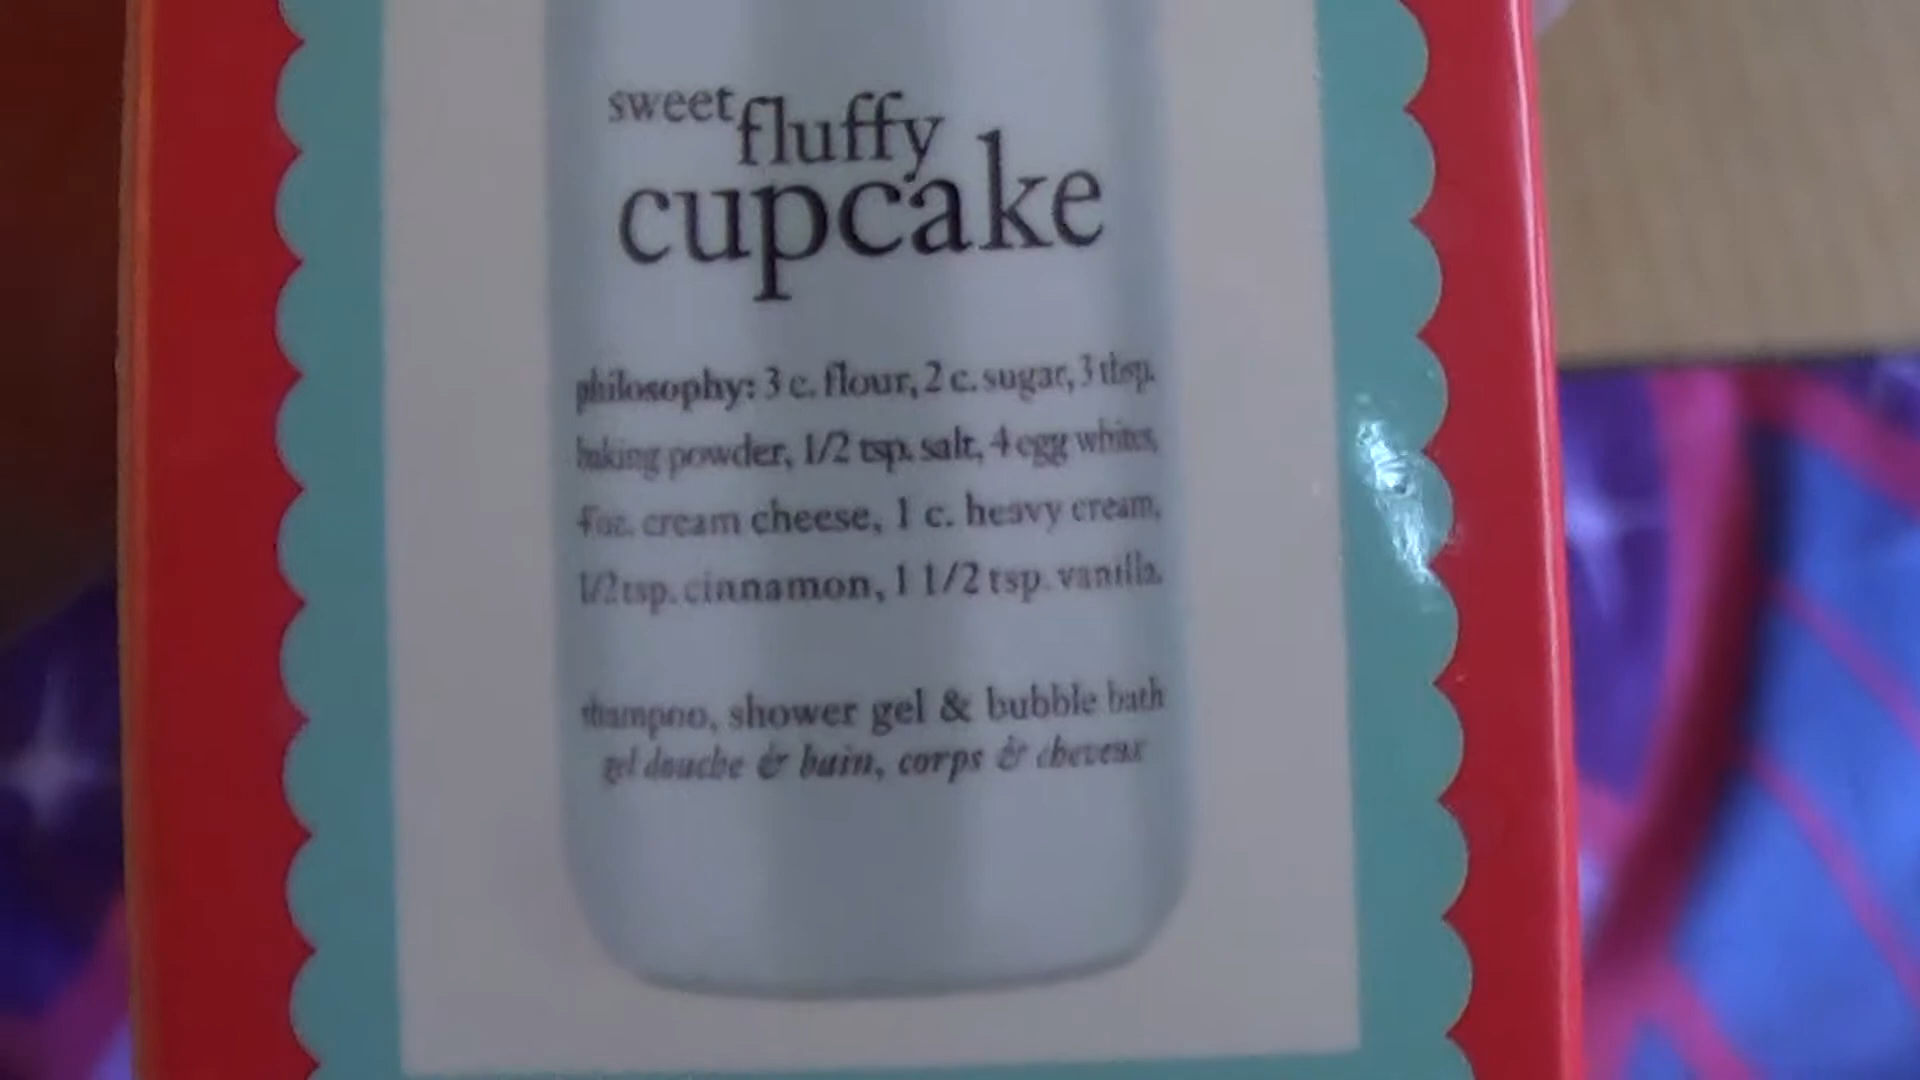 sweet fluffy
cupcake
philosophy: 3 c. flour, 2 c. sugar, 3 tbsp.
baking powder, 1/2 tsp. salt, 4 egg whites,
4 oz. cream cheese, 1 c. heavy cream,
1/2 tsp. cinnamon, 1 1/2 tsp. vanilla.
shampoo, shower gel & bubble bath
gel douche & bain, corps & cheveux